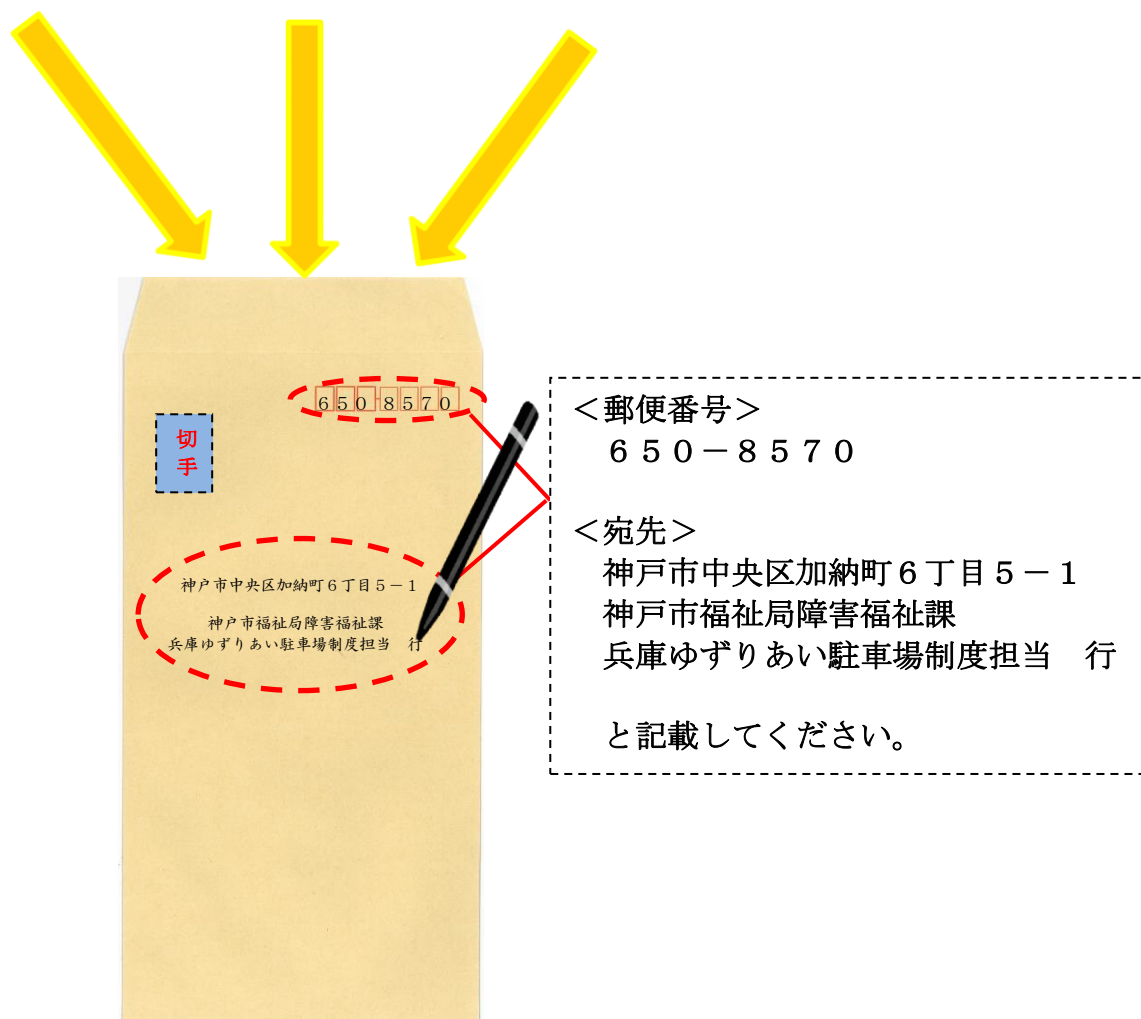 ６５０-８５７０
切
手
神戸市中央区加納町６丁目５－１
神戸市福祉局障害福祉課
兵庫ゆずりあい駐車場制度担当　行
＜郵便番号＞
６５０－８５７０
＜宛先＞
神戸市中央区加納町６丁目５－１
神戸市福祉局障害福祉課
兵庫ゆずりあい駐車場制度担当　行
と記載してください。